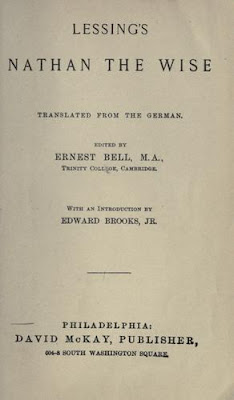 LESSING'S
NATHAN THE WISE
TRANSLATED FROM THE GERMAN.
EDITED BY
ERNEST BELL, M.A.,
TRINITY COLLEGE, CAMBRIDGE.
WITH AN INTRODUCTION BY
EDWARD BROOKS, JR.
PHILADELPHIA:
DAVID McKAY, PUBLISHER,
604-8 SOUTH WASHINGTON SQUARE.